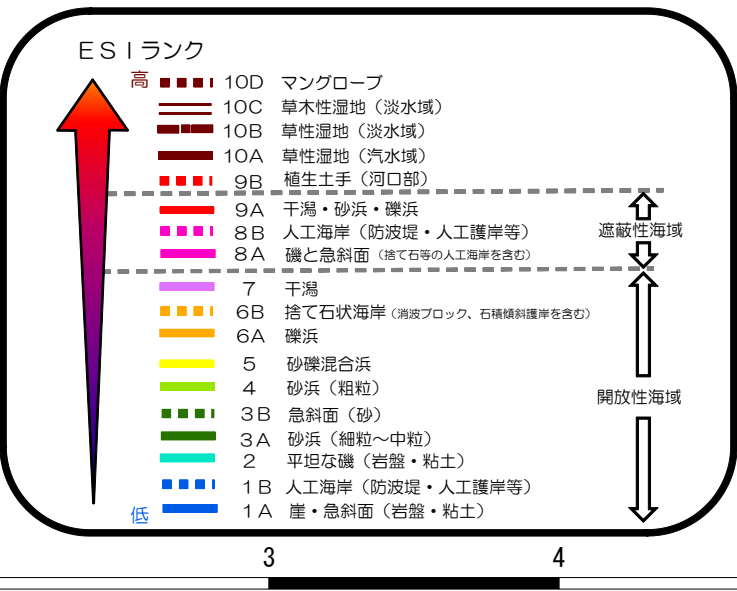 ESIランク
高
10D マングローブ
10C 草木性湿地（淡水域）
10B 草性湿地（淡水域）
10A 草性湿地（汽水域）
9B 植生土手（河口部）
9A 干潟・砂浜・礫浜
8B 人工海岸（防波堤・人工護岸等）
遮蔽性海域
8A 磯と急斜面（捨て石等の人工海岸を含む）
7 干潟
6B 捨て石状海岸（消波ブロック、石積傾斜護岸を含む）
6A 礫浜
5 砂礫混合浜
4 砂浜（粗粒）
開放性海域
3B 急斜面（砂）
3A 砂浜（細粒～中粒）
2 平坦な磯（岩盤・粘土）
1B 人工海岸（防波堤・人工護岸等）
1A 崖・急斜面（岩盤・粘土）
低
3 4